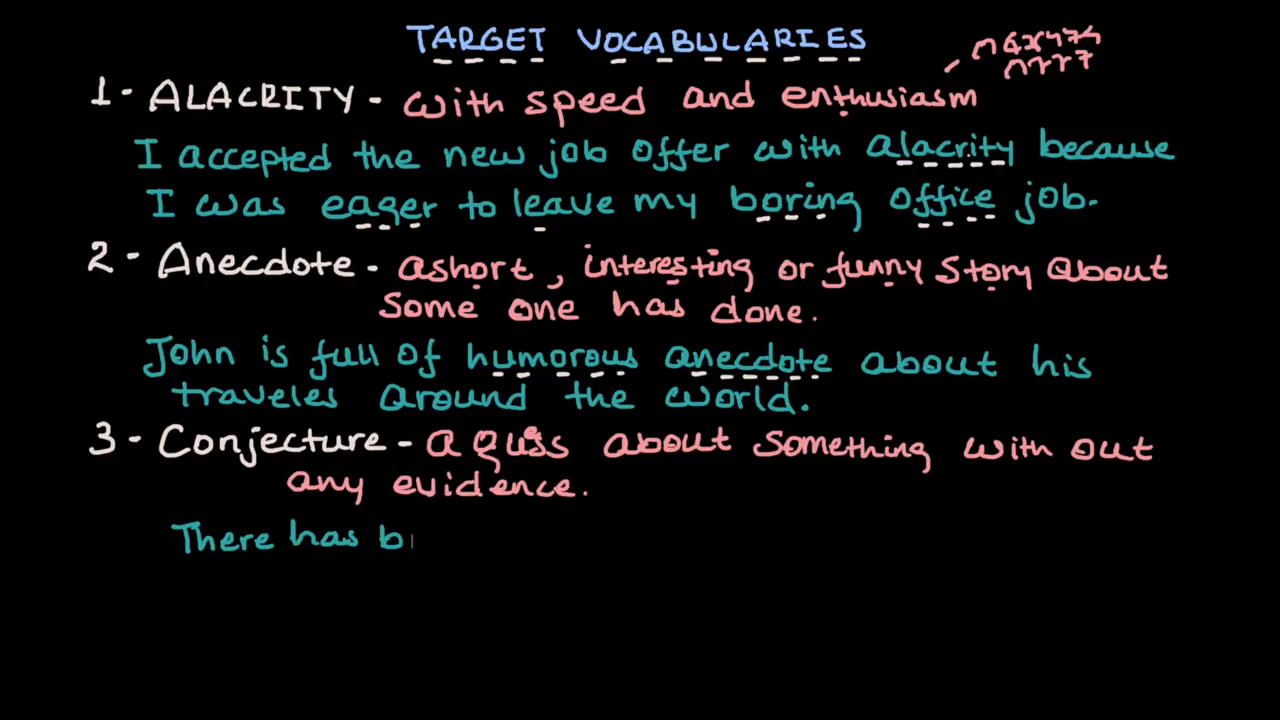 TARGET VOCABULARIES
1- ALACRITY - with speed and enthusiasm
I accepted the new job offer with alacrity because
I was eager to leave my boring office job.
2- Anecdote - ashort, interesting or funny story about
some one has done.
John is full of humorous anecdote about his
traveles around the world.
3- Conjecture - a guess about something with out
any evidence.
There has b